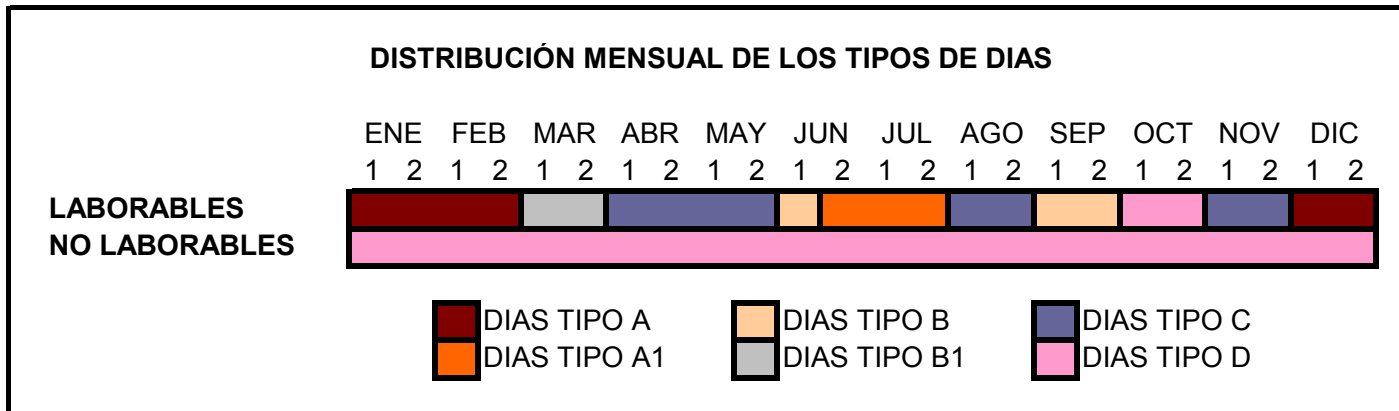 DISTRIBUCIÓN MENSUAL DE LOS TIPOS DE DIAS
ENE FEB MAR ABR MAY JUN JUL AGO SEP OCT NOV DIC
1 2 1 2 1 2 1 2 1 2 1 2 1 2 1 2 1 2 1 2 1 2 1 2
LABORABLES
NO LABORABLES
DIAS TIPO A DIAS TIPO B DIAS TIPO C
DIAS TIPO A1 DIAS TIPO B1 DIAS TIPO D